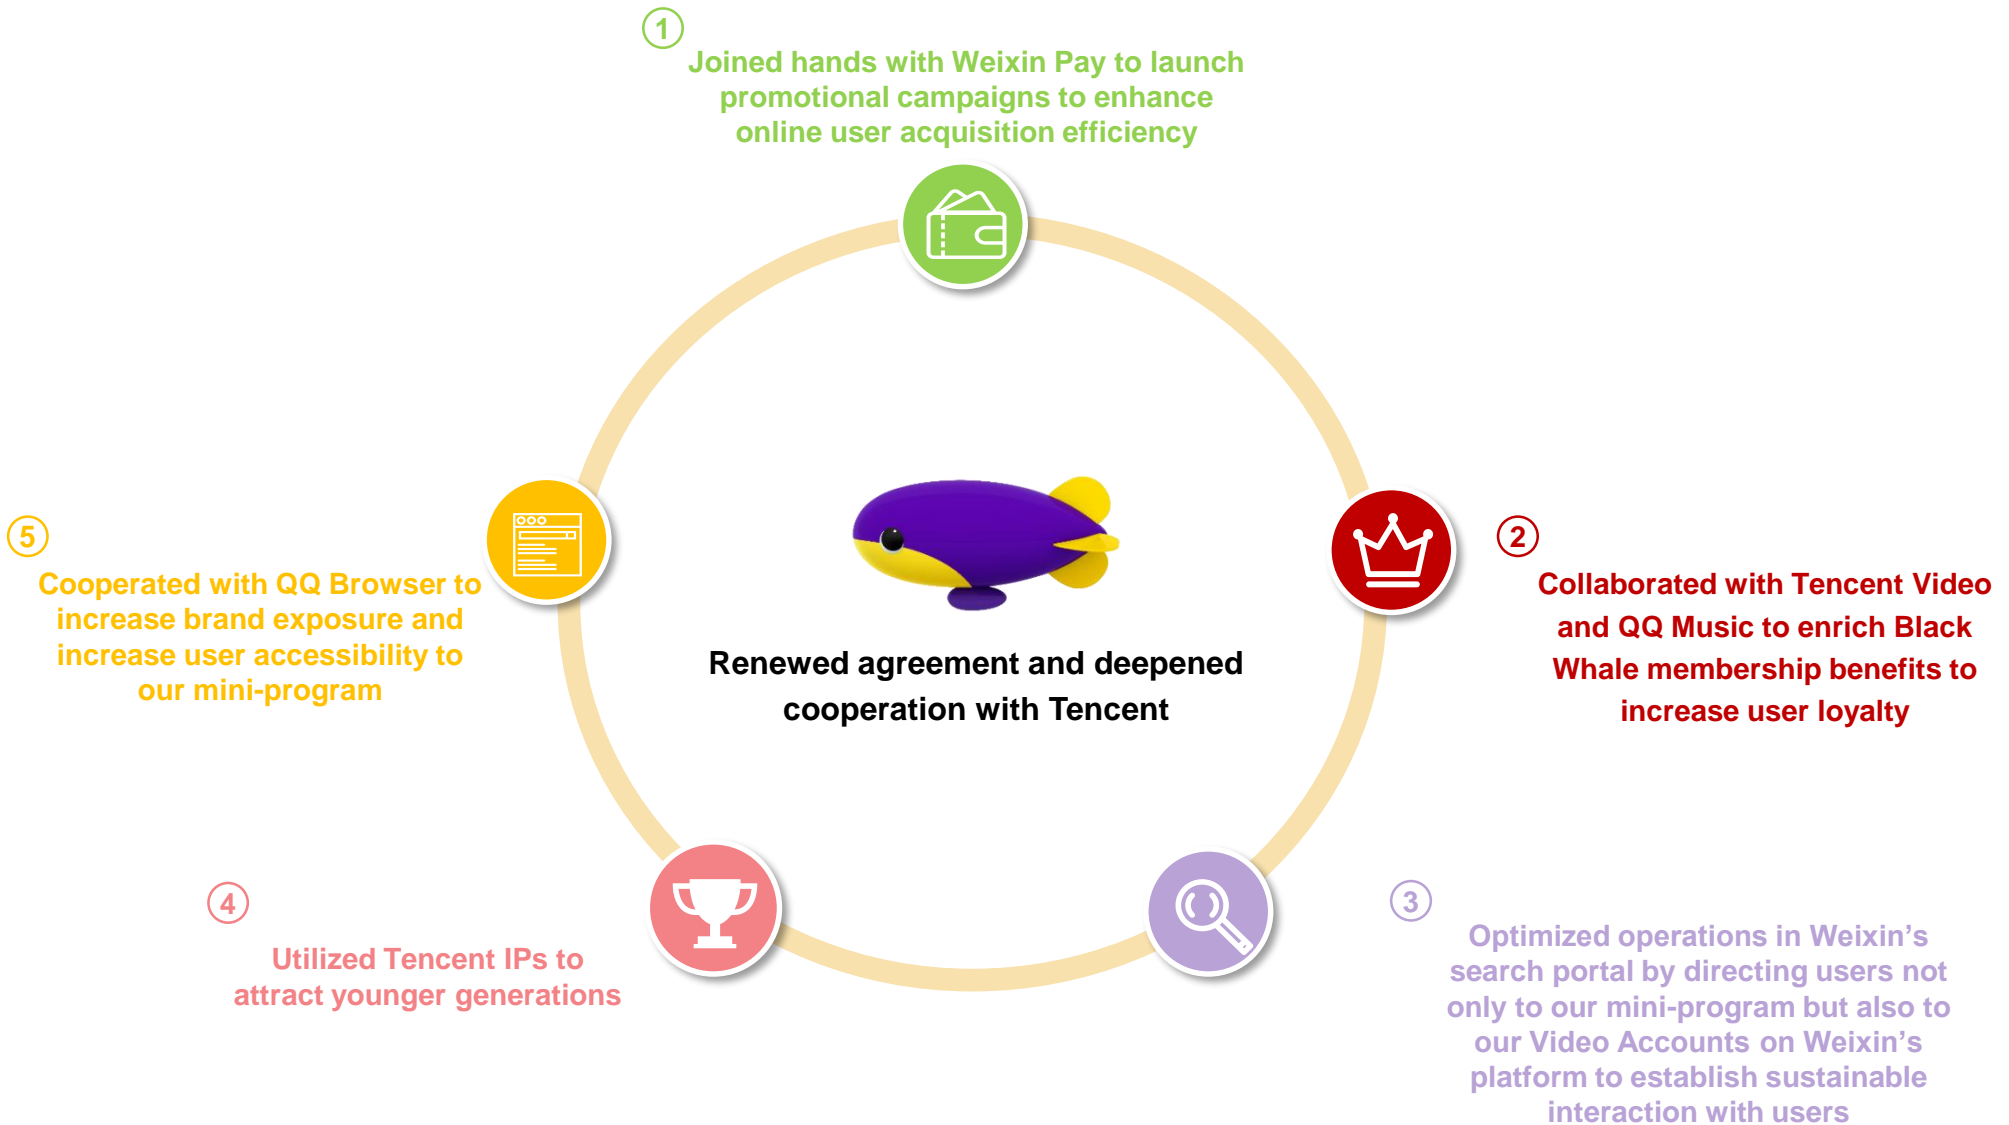 1
Joined hands with Weixin Pay to launch
promotional campaigns to enhance
online user acquisition efficiency
2
Collaborated with Tencent Video
and QQ Music to enrich Black
Whale membership benefits to
increase user loyalty
3
Optimized operations in Weixin’s
search portal by directing users not
only to our mini-program but also to
our Video Accounts on Weixin’s
platform to establish sustainable
interaction with users
4
Utilized Tencent IPs to
attract younger generations
5
Cooperated with QQ Browser to
increase brand exposure and
increase user accessibility to
our mini-program
Renewed agreement and deepened
cooperation with Tencent